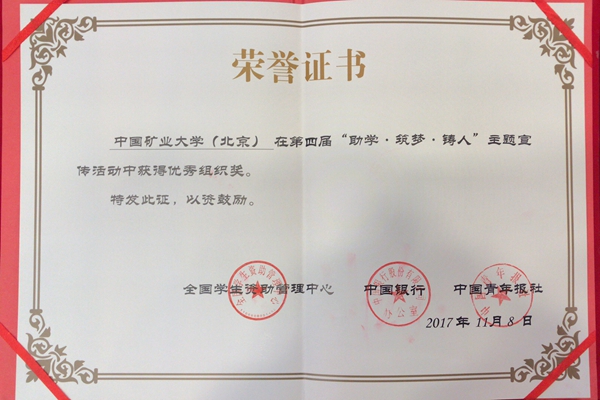 荣誉证书
中国矿业大学（北京）在第四届“助学·筑梦·铸人”主题宣
传活动中获得优秀组织奖。
特发此证，以资鼓励。
全国学生资助管理中心 中国银行 中国青年报社
2017年11月8日